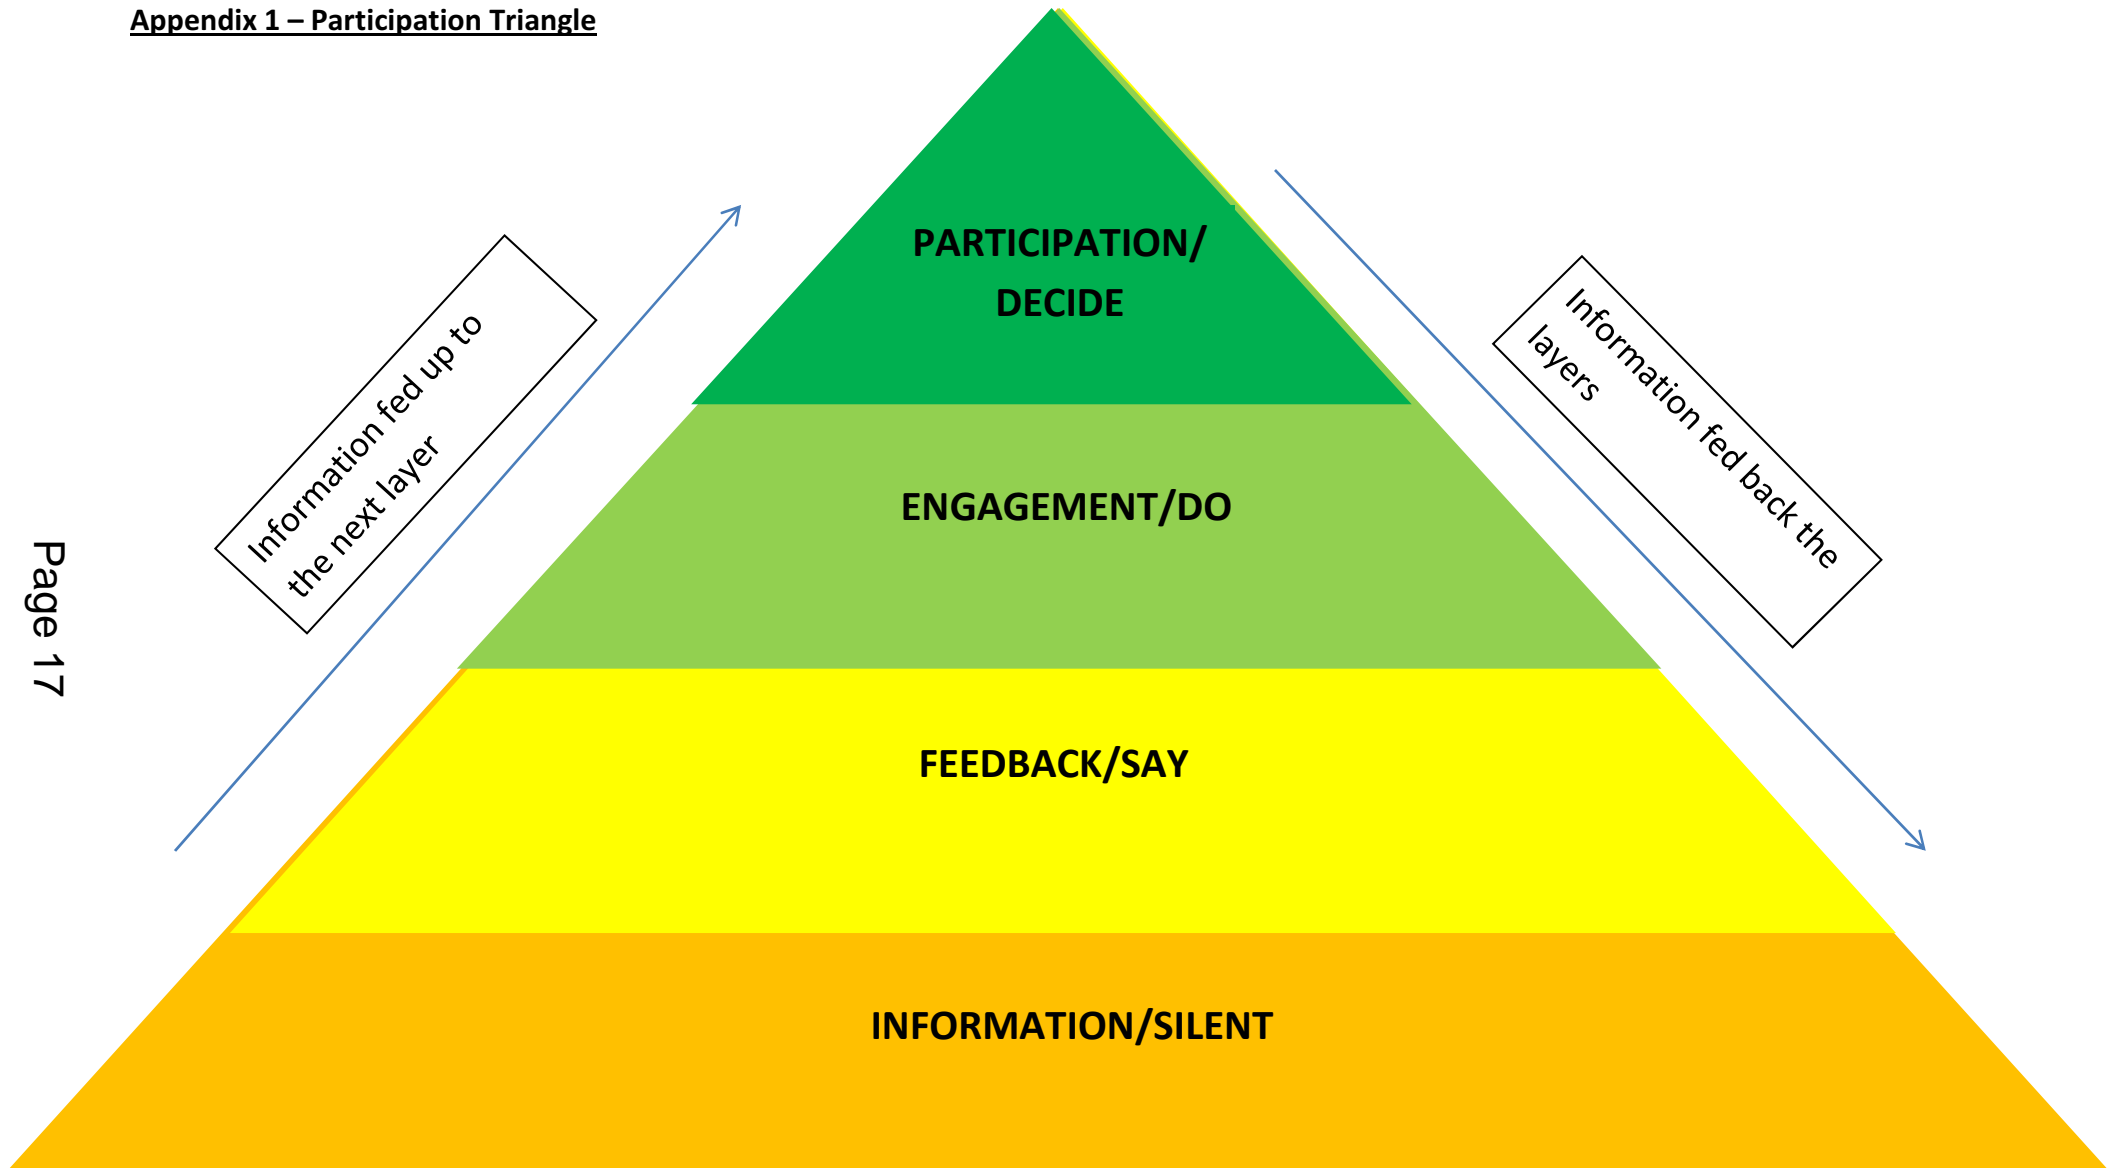 Appendix 1 – Participation Triangle
PARTICIPATION/
DECIDE
Information fed up to
the next layer
Information fed back the
layers
ENGAGEMENT/DO
Page 17
FEEDBACK/SAY
INFORMATION/SILENT